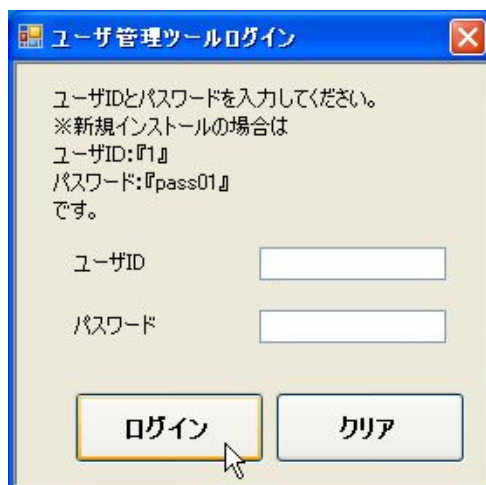 ユーザ管理ツールログイン
ユーザIDとパスワードを入力してください。
※新規インストールの場合は
ユーザID:『1』
パスワード:『pass01』
です。
ユーザID
パスワード
ログイン
クリア